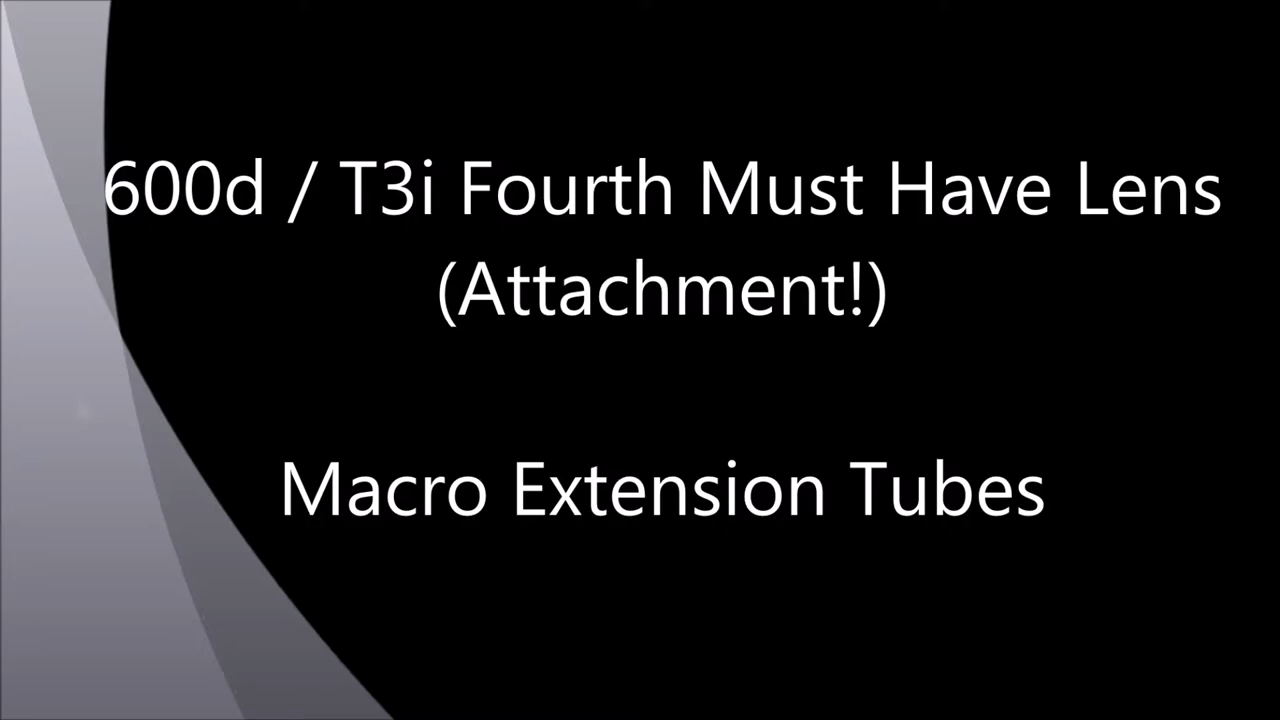 600d / T3i Fourth Must Have Lens
(Attachment!)
Macro Extension Tubes